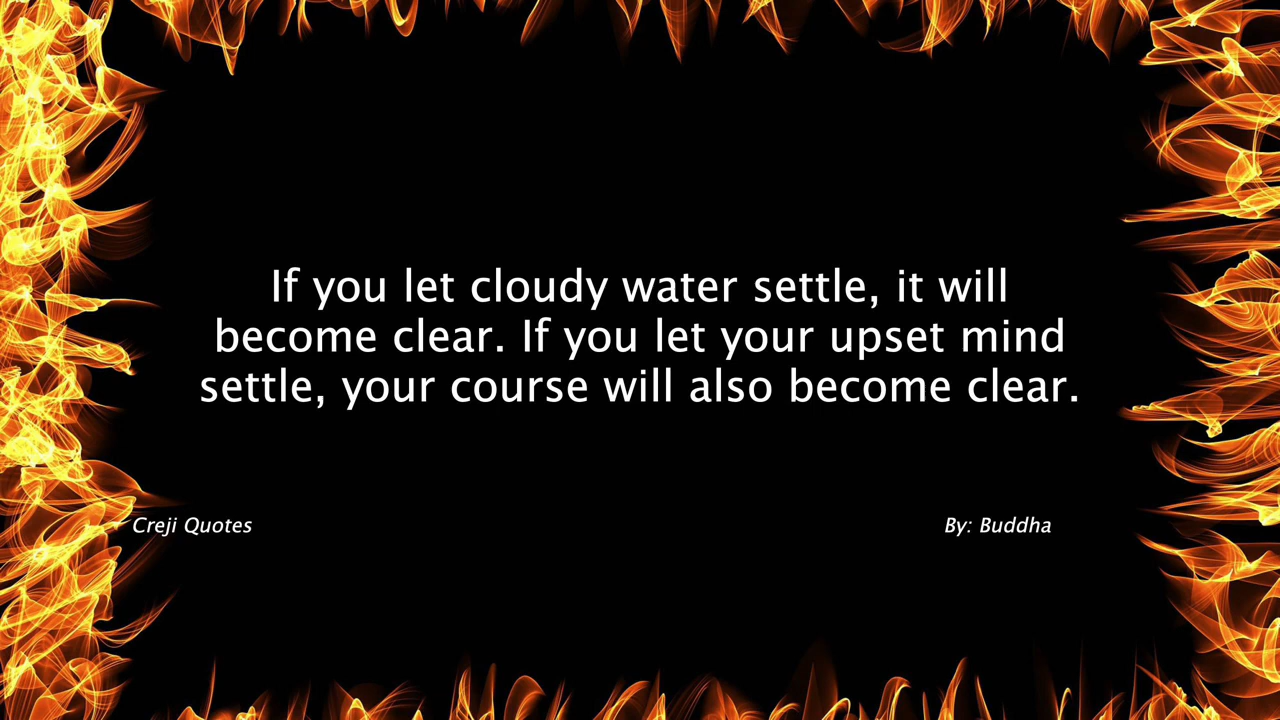 If you let cloudy water settle, it will
become clear. If you let your upset mind
settle, your course will also become clear.
Creji Quotes
By: Buddha